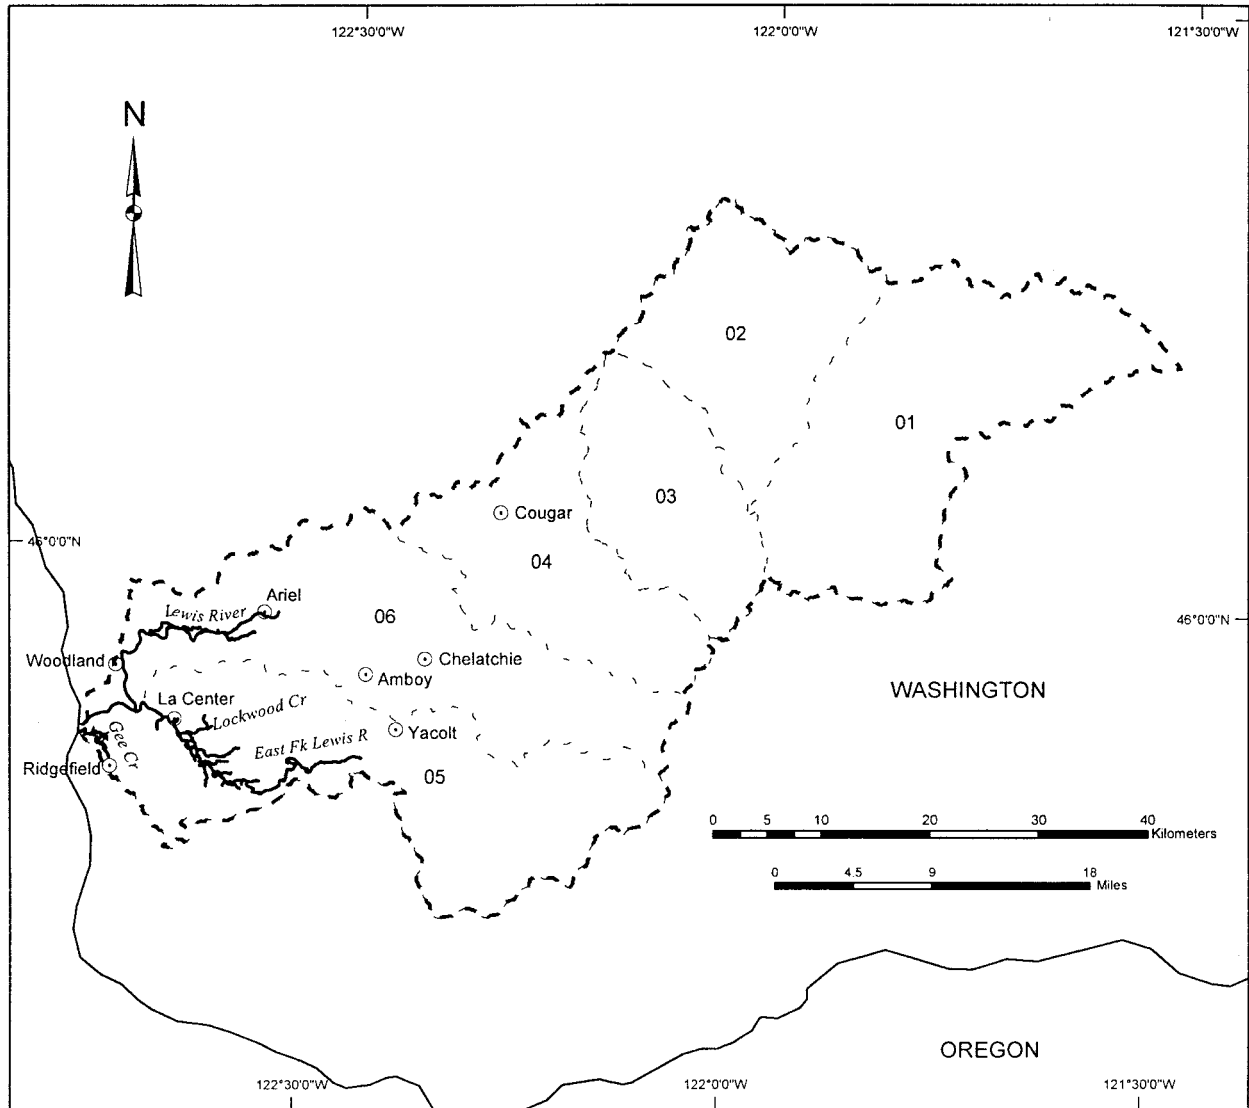 122°30'0"W
122°0'0"W
121°30'0"W
N
02
01
03
Cougar
46°0'0"N
04
Ariel
Lewis River
06
46°0'0"N
Woodland
Chelatchie
Amboy
WASHINGTON
La Center
Lockwood Cr
Gee Cr
East Fk Lewis R
Yacolt
Ridgefield
05
0 5 10 20 30 40
Kilometers
0 4.5 9 18
Miles
OREGON
122°30'0"W
122°0'0"W
121°30'0"W